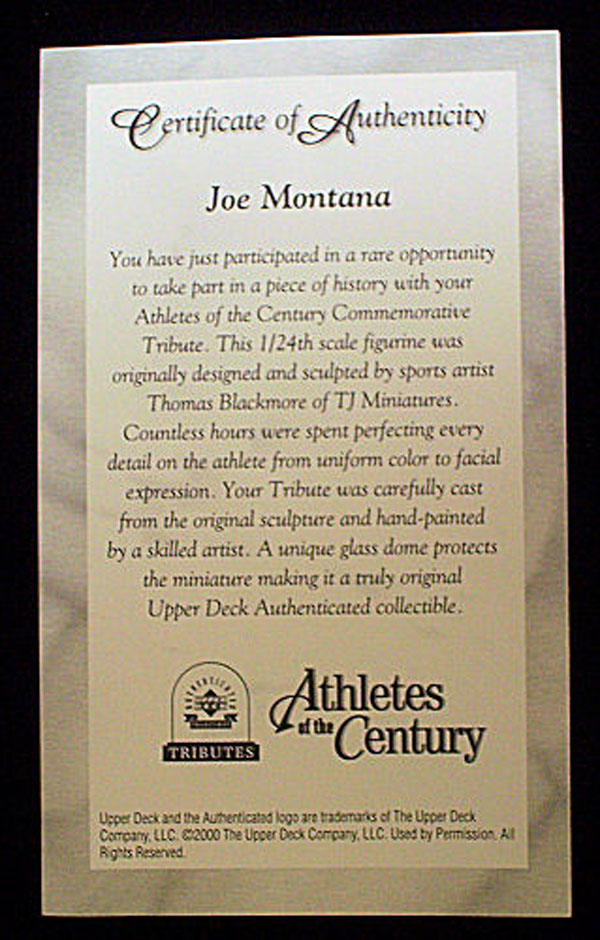 Certificate of Authenticity
Joe Montana
You have just participated in a rare opportunity
to take part in a piece of history with your
Athletes of the Century Commemorative
Tribute. This 1/24th scale figurine was
originally designed and sculpted by sports artist
Thomas Blackmore of TJ Miniatures.
Countless hours were spent perfecting every
detail on the athlete from uniform color to facial
expression. Your Tribute was carefully cast
from the original sculpture and hand-painted
by a skilled artist. A unique glass dome protects
the miniature making it a truly original
Upper Deck Authenticated collectible.
AUTHENTICATED
TRIBUTES
Athletes
of the Century
Upper Deck and the Authenticated logo are trademarks of The Upper Deck
Company, LLC. ©2000 The Upper Deck Company, LLC. Used by Permission. All
Rights Reserved.